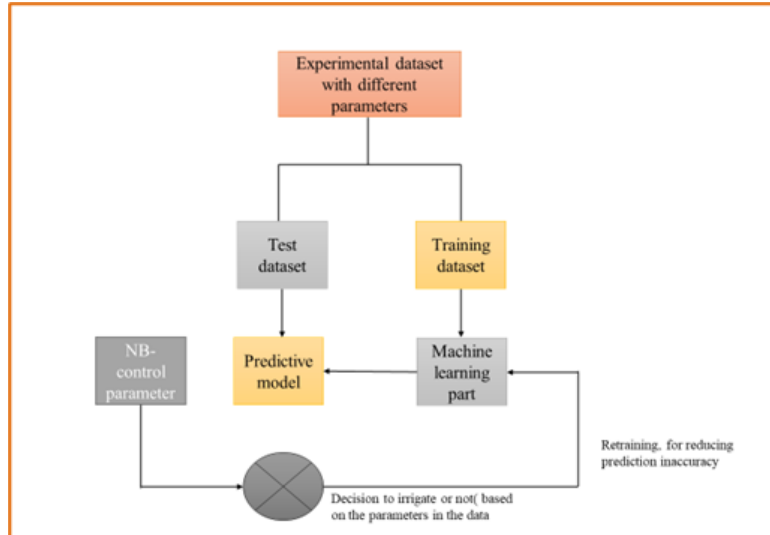 Experimental dataset
with different
parameters
Test
dataset
Training
dataset
NB-
control
parameter
Predictive
model
Machine
learning
part
Retraining, for reducing
prediction inaccuracy
Decision to irrigate or not( based
on the parameters in the data